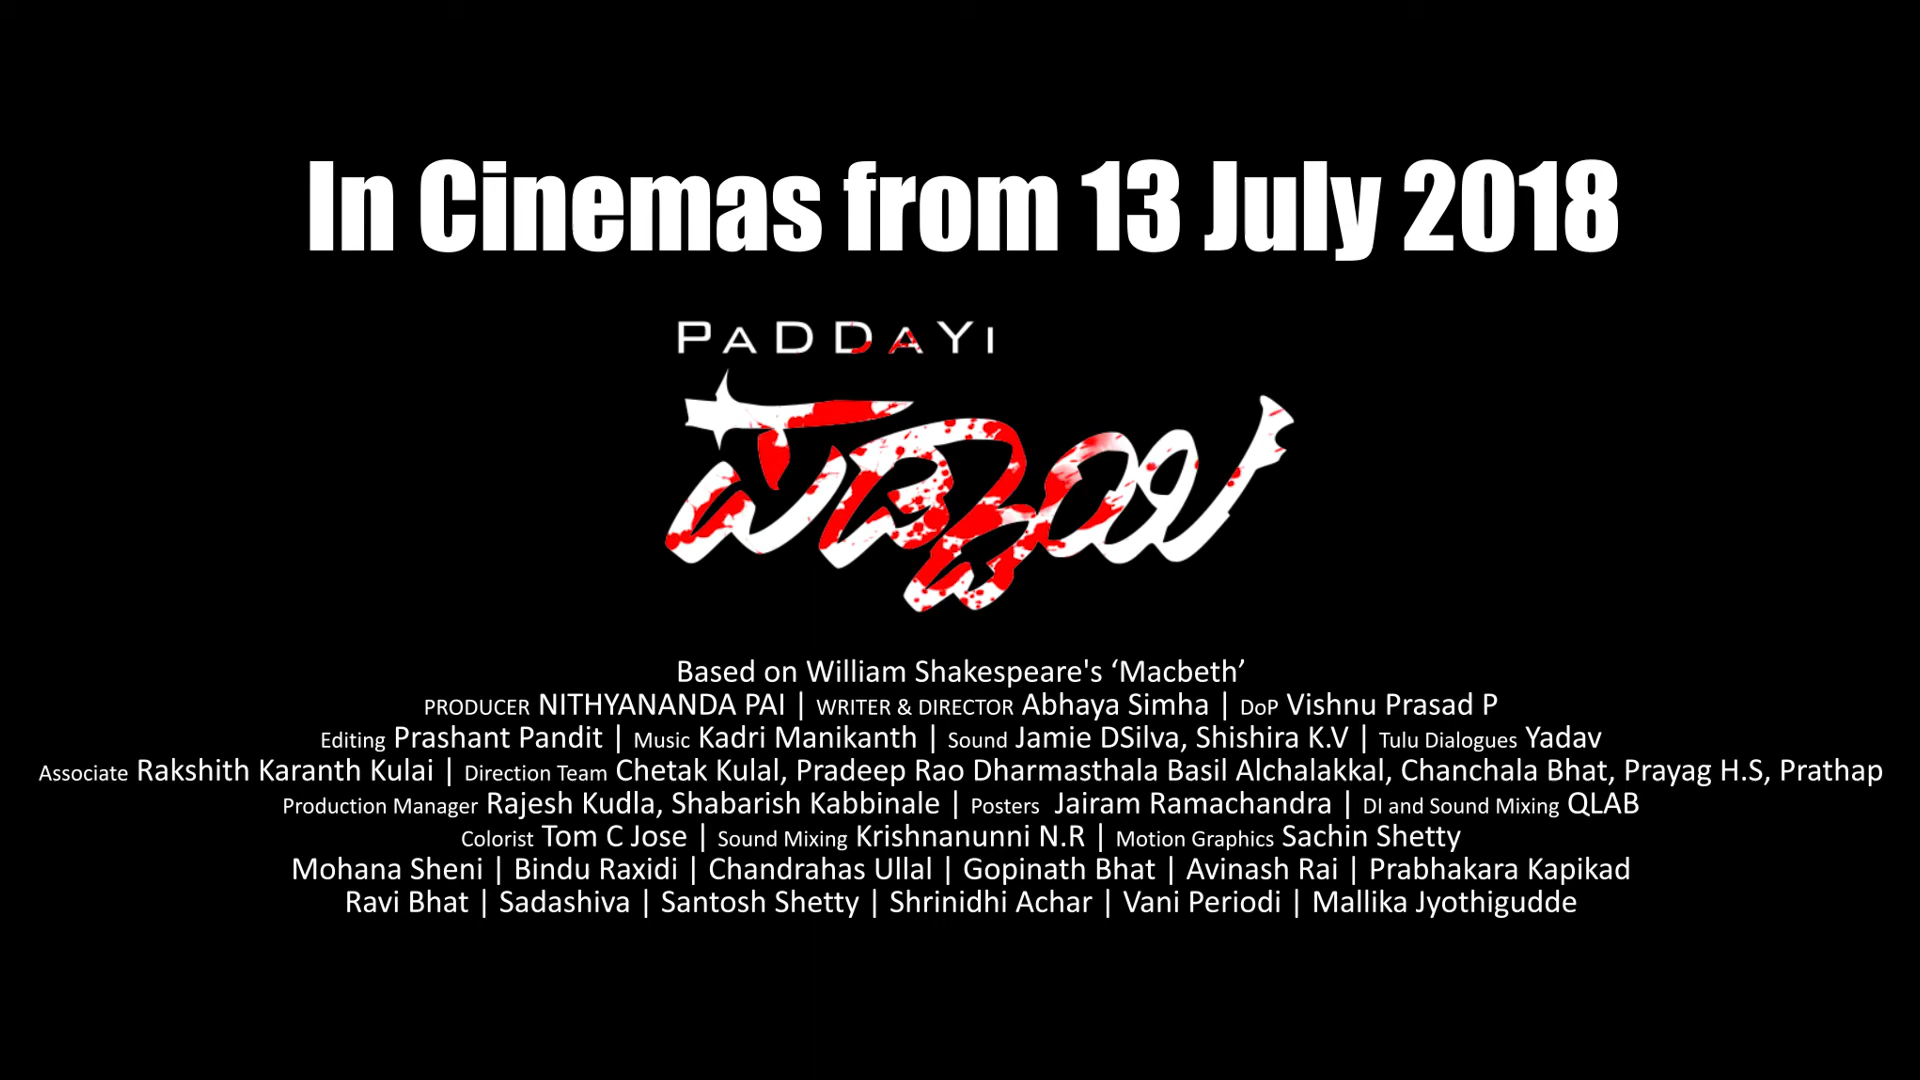 In Cinemas from 13 July 2018
PADDAYI
ಪಡ್ಡಾಯಿ
Based on William Shakespeare's ‘Macbeth’
PRODUCER NITHYANANDA PAI | WRITER & DIRECTOR Abhaya Simha | DoP Vishnu Prasad P
Editing Prashant Pandit | Music Kadri Manikanth | Sound Jamie DSilva, Shishira K.V | Tulu Dialogues Yadav
Associate Rakshith Karanth Kulai | Direction Team Chetak Kulal, Pradeep Rao Dharmasthala Basil Alchalakkal, Chanchala Bhat, Prayag H.S, Prathap
Production Manager Rajesh Kudla, Shabarish Kabbinale | Posters Jairam Ramachandra | DI and Sound Mixing QLAB
Colorist Tom C Jose | Sound Mixing Krishnanunni N.R | Motion Graphics Sachin Shetty
Mohana Sheni | Bindu Raxidi | Chandrahas Ullal | Gopinath Bhat | Avinash Rai | Prabhakara Kapikad
Ravi Bhat | Sadashiva | Santosh Shetty | Shrinidhi Achar | Vani Periodi | Mallika Jyothigudde